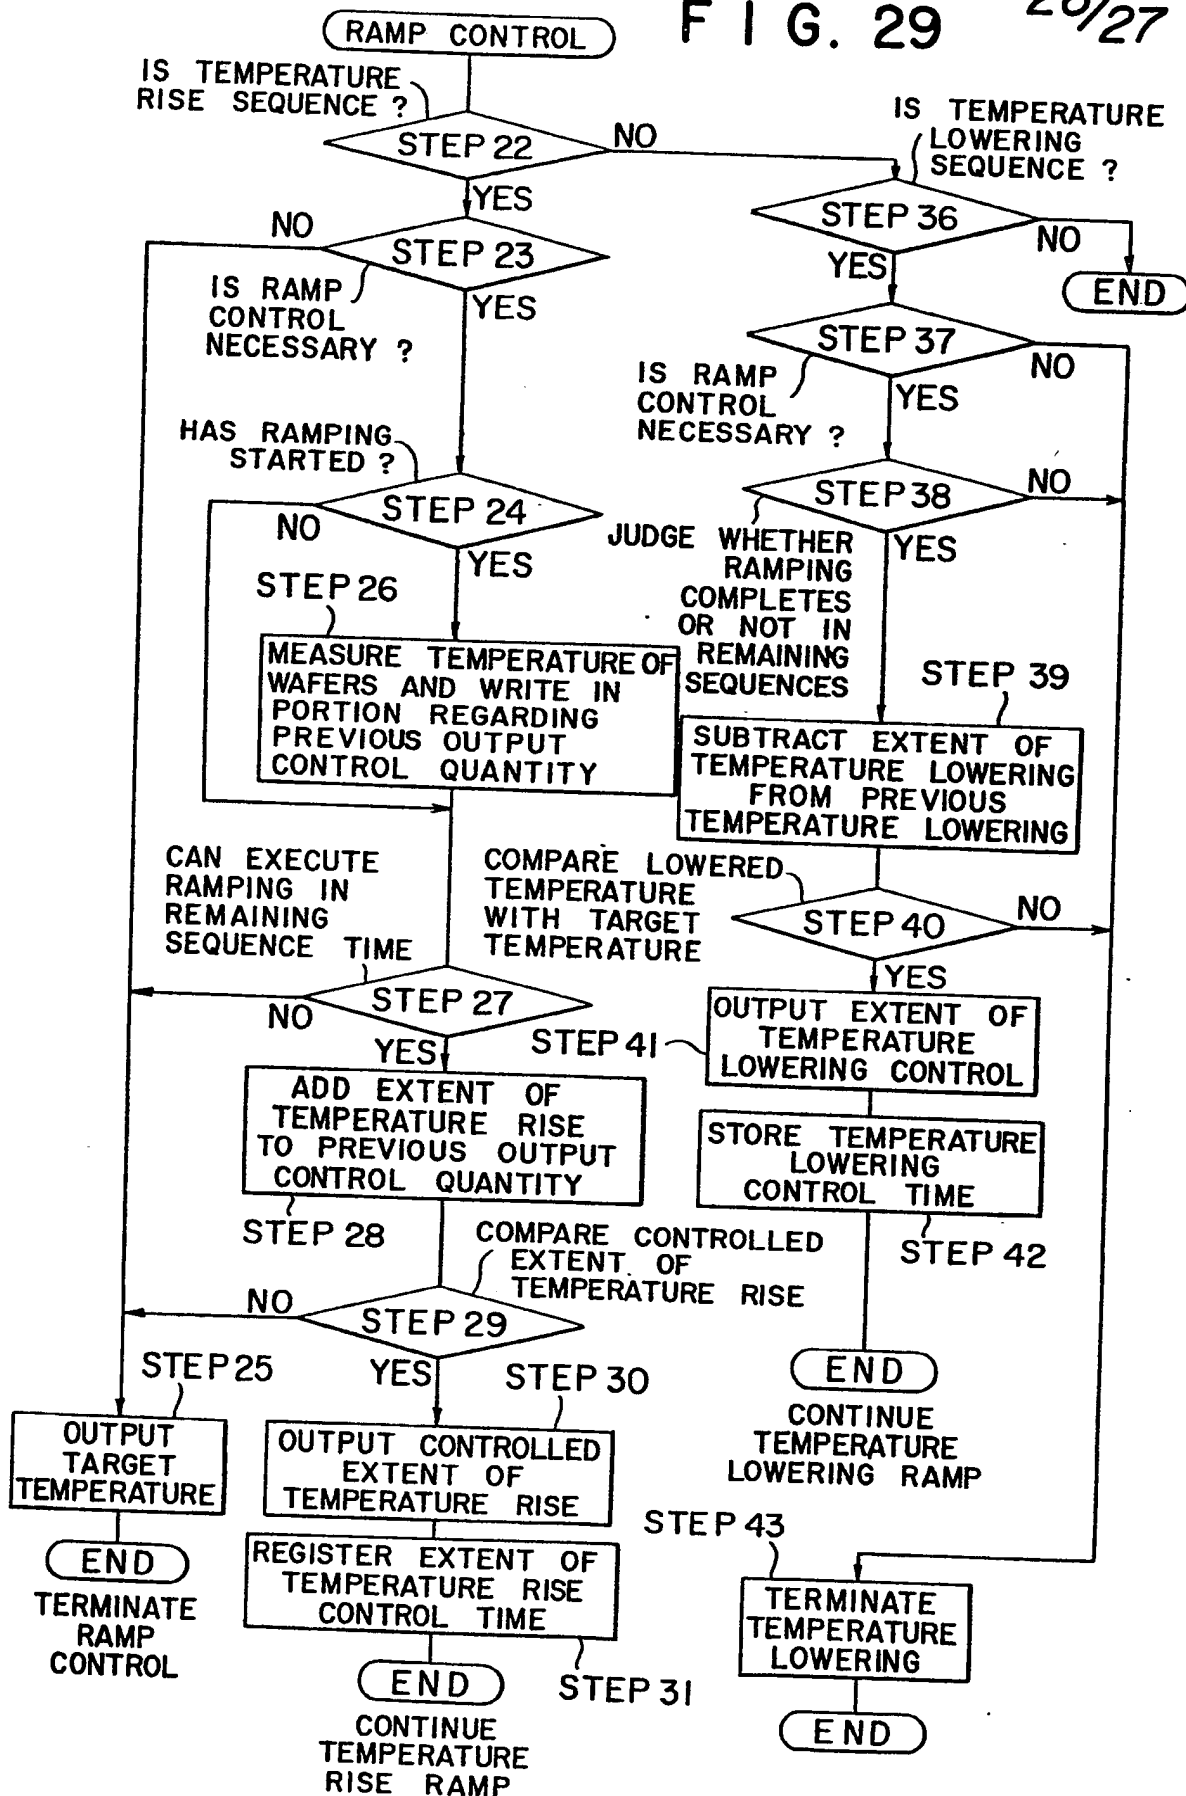 FIG. 29
26/27
RAMP CONTROL
IS TEMPERATURE
RISE SEQUENCE ?
STEP 22
NO
YES
IS TEMPERATURE
LOWERING
SEQUENCE ?
STEP 36
NO
YES
END
NO
STEP 23
YES
IS RAMP
CONTROL
NECESSARY ?
STEP 37
NO
YES
IS RAMP
CONTROL
NECESSARY ?
HAS RAMPING
STARTED ?
STEP 24
NO
YES
STEP 38
NO
YES
JUDGE WHETHER
RAMPING
COMPLETES
OR NOT IN
REMAINING
SEQUENCES
STEP 26
MEASURE TEMPERATURE OF
WAFERS AND WRITE IN
PORTION REGARDING
PREVIOUS OUTPUT
CONTROL QUANTITY
STEP 39
SUBTRACT EXTENT OF
TEMPERATURE LOWERING
FROM PREVIOUS
TEMPERATURE LOWERING
CAN EXECUTE
RAMPING IN
REMAINING
SEQUENCE TIME
COMPARE LOWERED
TEMPERATURE
WITH TARGET
TEMPERATURE
STEP 40
NO
YES
STEP 27
NO
YES
STEP 41
OUTPUT EXTENT OF
TEMPERATURE
LOWERING CONTROL
ADD EXTENT OF
TEMPERATURE RISE
TO PREVIOUS OUTPUT
CONTROL QUANTITY
STEP 28
STORE TEMPERATURE
LOWERING
CONTROL TIME
STEP 42
COMPARE CONTROLLED
EXTENT OF
TEMPERATURE RISE
NO
STEP 29
YES
STEP 25
OUTPUT
TARGET
TEMPERATURE
END
TERMINATE
RAMP
CONTROL
STEP 30
OUTPUT CONTROLLED
EXTENT OF
TEMPERATURE RISE
REGISTER EXTENT OF
TEMPERATURE RISE
CONTROL TIME
STEP 31
END
CONTINUE
TEMPERATURE
RISE RAMP
END
CONTINUE
TEMPERATURE
LOWERING RAMP
STEP 43
TERMINATE
TEMPERATURE
LOWERING
END